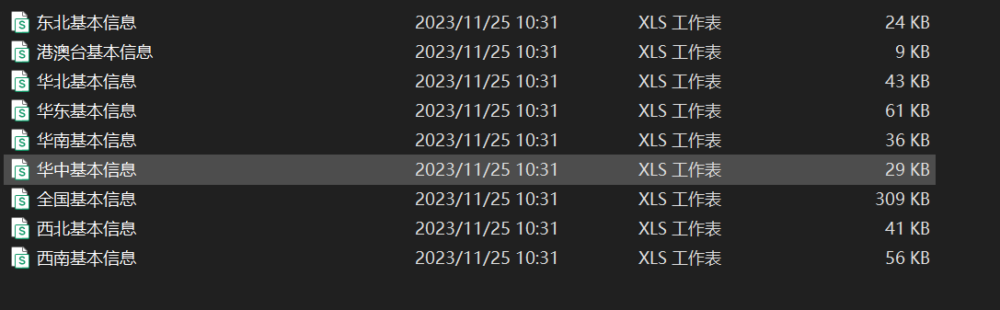 东北基本信息 2023/11/25 10:31 XLS 工作表 24 KB
港澳台基本信息 2023/11/25 10:31 XLS 工作表 9 KB
华北基本信息 2023/11/25 10:31 XLS 工作表 43 KB
华东基本信息 2023/11/25 10:31 XLS 工作表 61 KB
华南基本信息 2023/11/25 10:31 XLS 工作表 36 KB
华中基本信息 2023/11/25 10:31 XLS 工作表 29 KB
全国基本信息 2023/11/25 10:31 XLS 工作表 309 KB
西北基本信息 2023/11/25 10:31 XLS 工作表 41 KB
西南基本信息 2023/11/25 10:31 XLS 工作表 56 KB